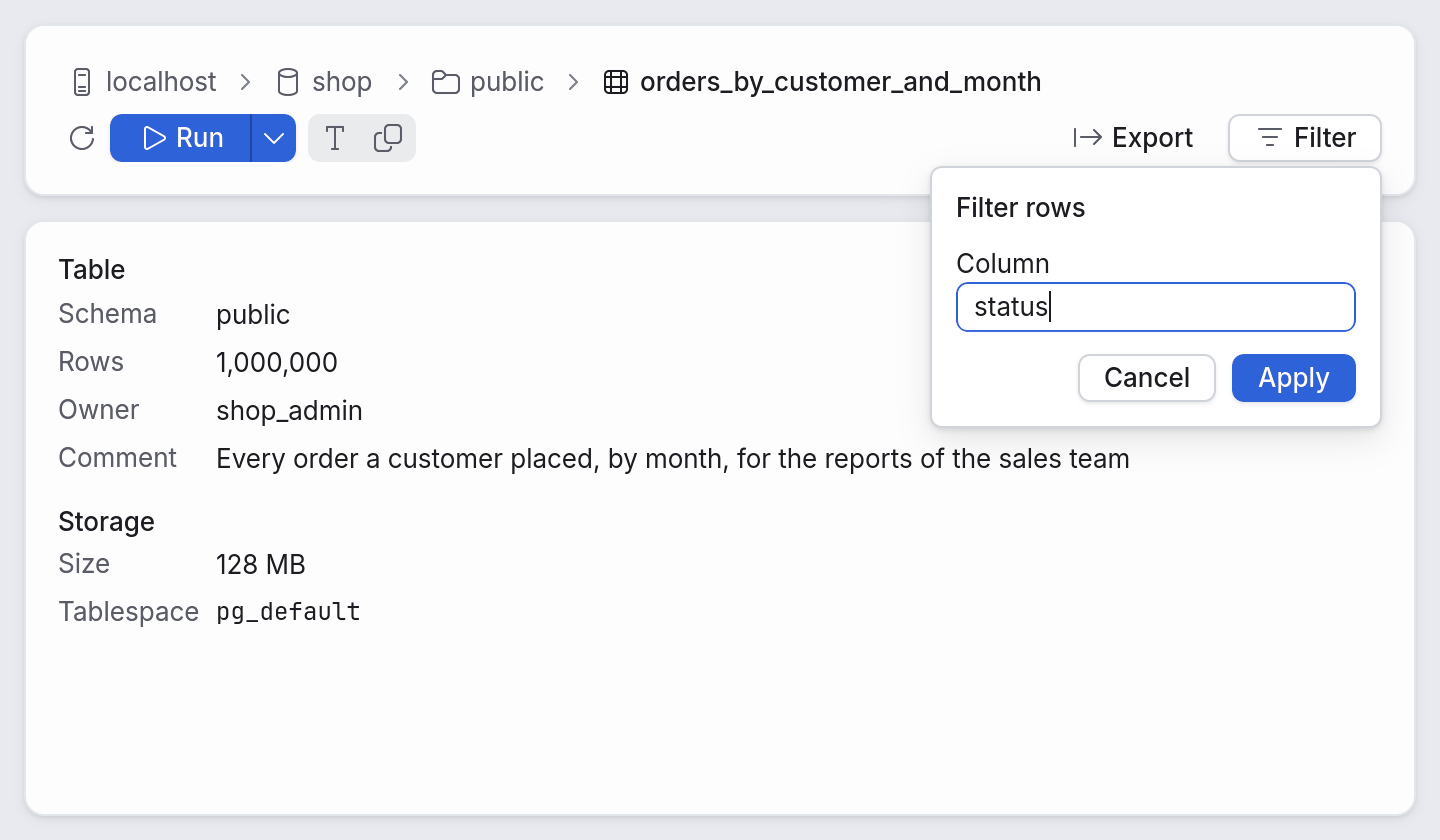 localhost shop public orders_by_customer_and_month
Run Export Filter
Filter rows
Column
status
Cancel Apply
Table
Schema public
Rows 1,000,000
Owner shop_admin
Comment Every order a customer placed, by month, for the reports of the sales team
Storage
Size 128 MB
Tablespace pg_default